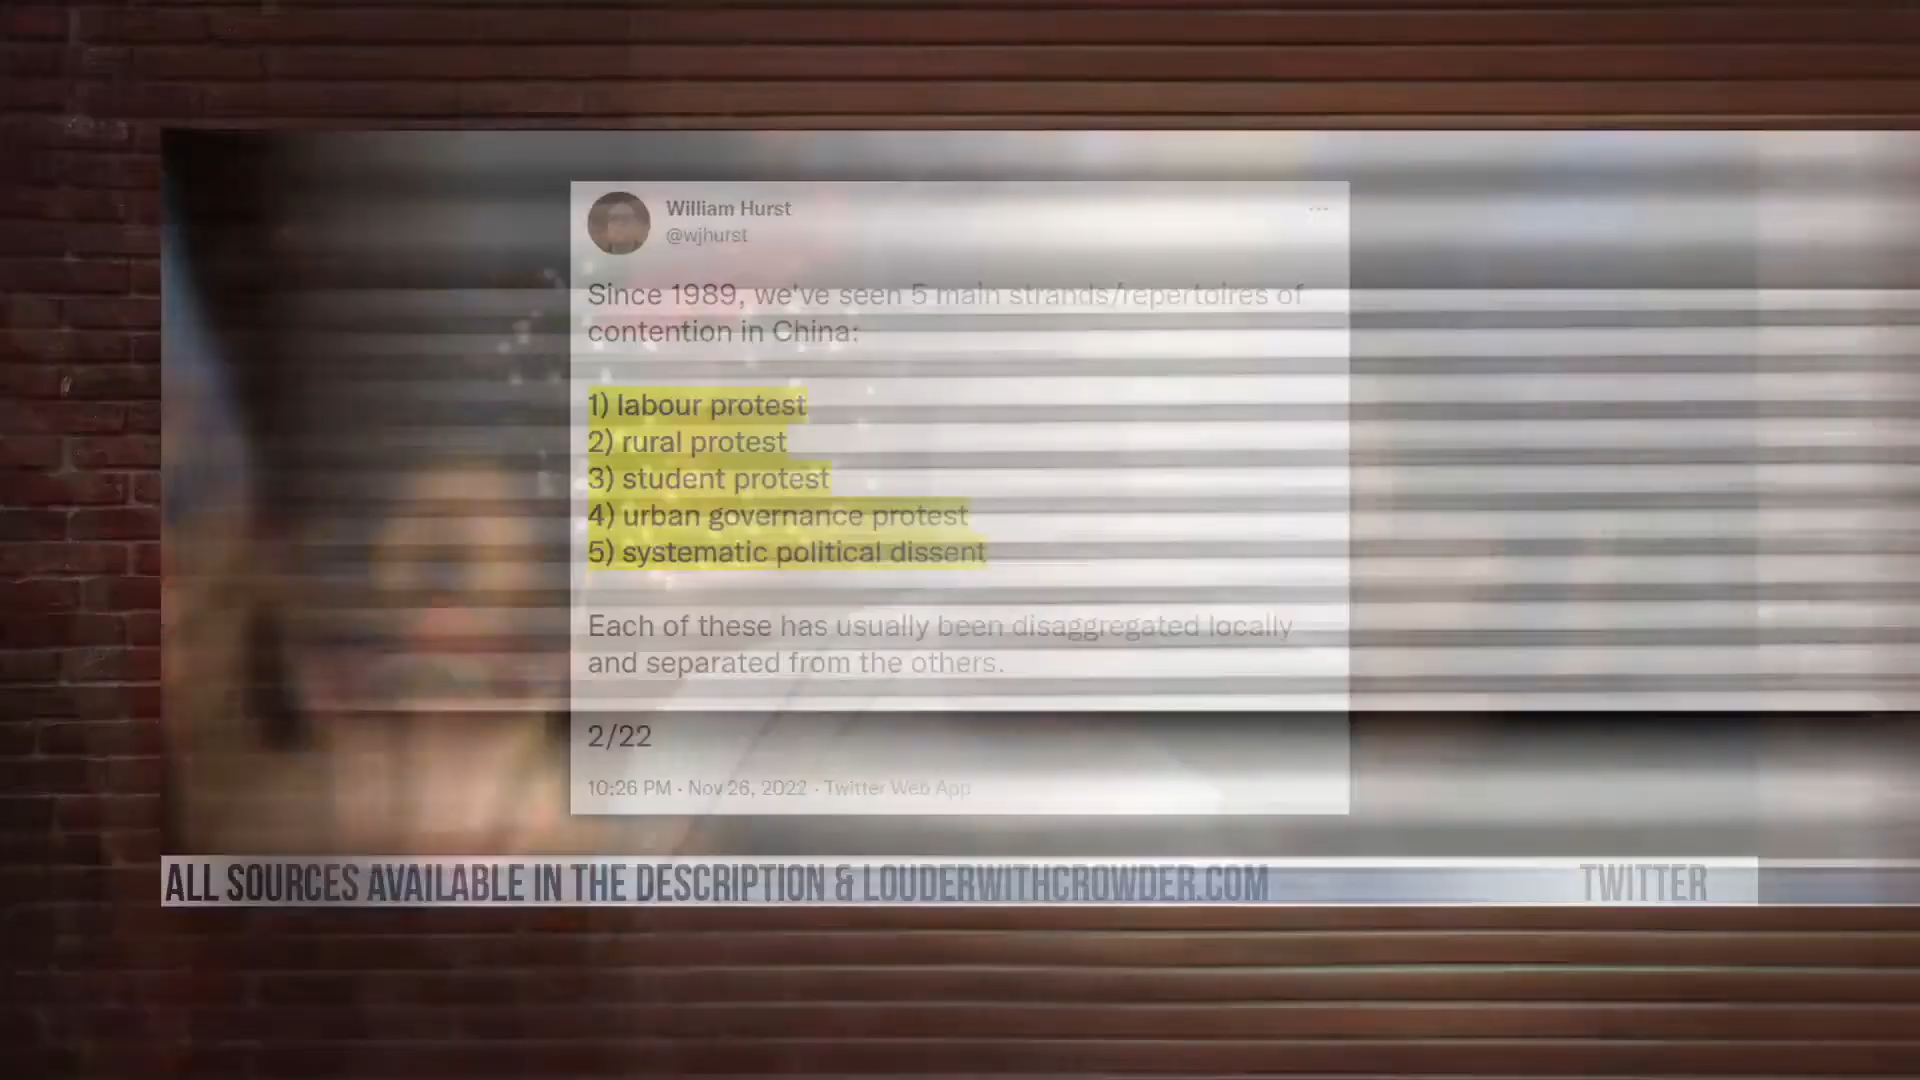 William Hurst
@wjhurst
Since 1989, we've seen 5 main strands/repertoires of
contention in China:
1) labour protest
2) rural protest
3) student protest
4) urban governance protest
5) systematic political dissent
Each of these has usually been disaggregated locally
and separated from the others.
2/22
10:26 PM · Nov 26, 2022 · Twitter Web App
ALL SOURCES AVAILABLE IN THE DESCRIPTION & LOUDERWITHCROWDER.COM
TWITTER